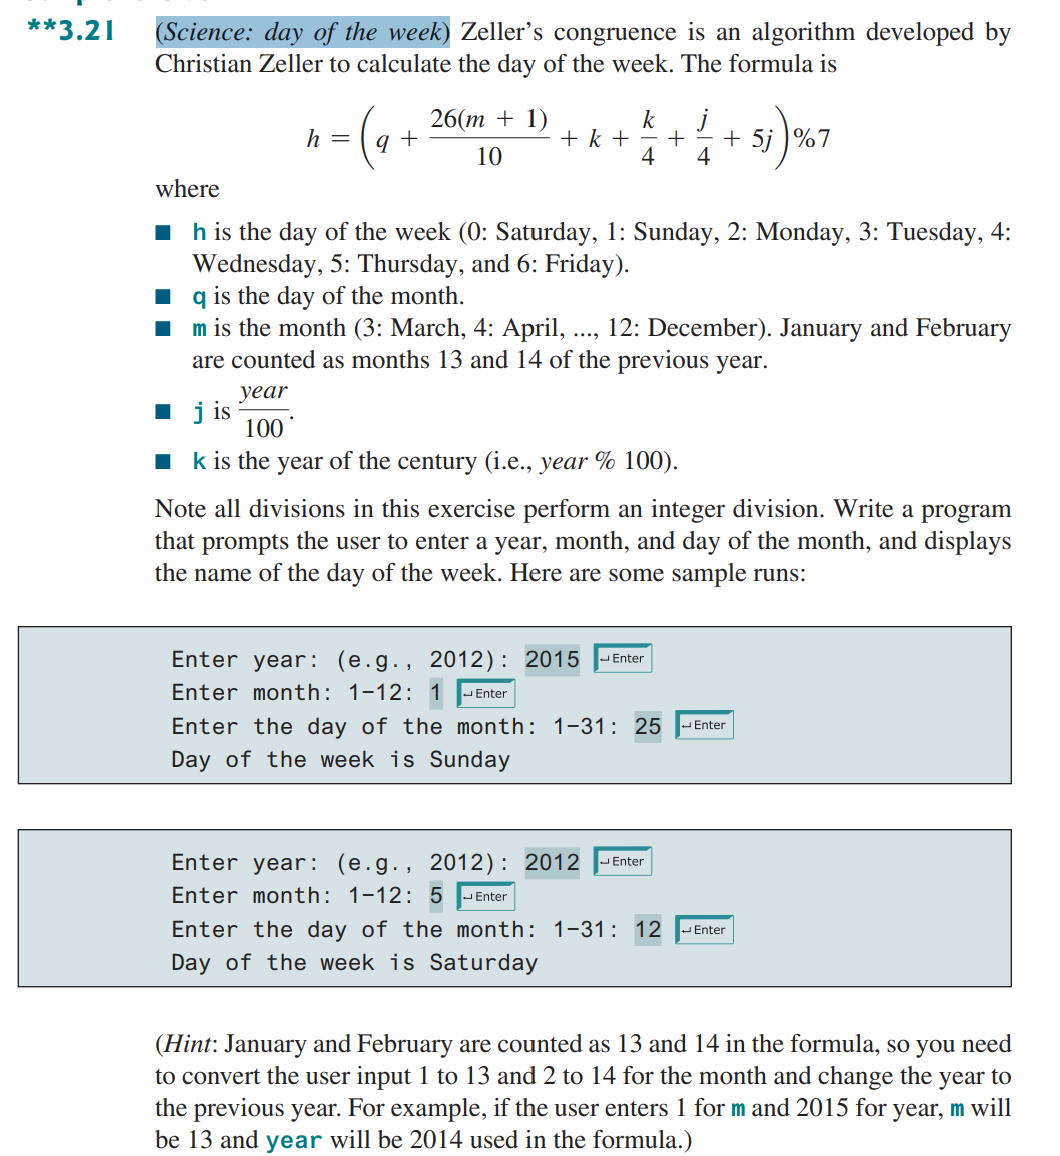 **3.21 (Science: day of the week) Zeller's congruence is an algorithm developed by
Christian Zeller to calculate the day of the week. The formula is
h = (q + 26(m + 1)/10 + k + k/4 + j/4 + 5j)%7
where
■ h is the day of the week (0: Saturday, 1: Sunday, 2: Monday, 3: Tuesday, 4:
Wednesday, 5: Thursday, and 6: Friday).
■ q is the day of the month.
■ m is the month (3: March, 4: April, ..., 12: December). January and February
are counted as months 13 and 14 of the previous year.
■ j is year/100.
■ k is the year of the century (i.e., year % 100).
Note all divisions in this exercise perform an integer division. Write a program
that prompts the user to enter a year, month, and day of the month, and displays
the name of the day of the week. Here are some sample runs:
Enter year: (e.g., 2012): 2015 ↵Enter
Enter month: 1-12: 1 ↵Enter
Enter the day of the month: 1-31: 25 ↵Enter
Day of the week is Sunday
Enter year: (e.g., 2012): 2012 ↵Enter
Enter month: 1-12: 5 ↵Enter
Enter the day of the month: 1-31: 12 ↵Enter
Day of the week is Saturday
(Hint: January and February are counted as 13 and 14 in the formula, so you need
to convert the user input 1 to 13 and 2 to 14 for the month and change the year to
the previous year. For example, if the user enters 1 for m and 2015 for year, m will
be 13 and year will be 2014 used in the formula.)